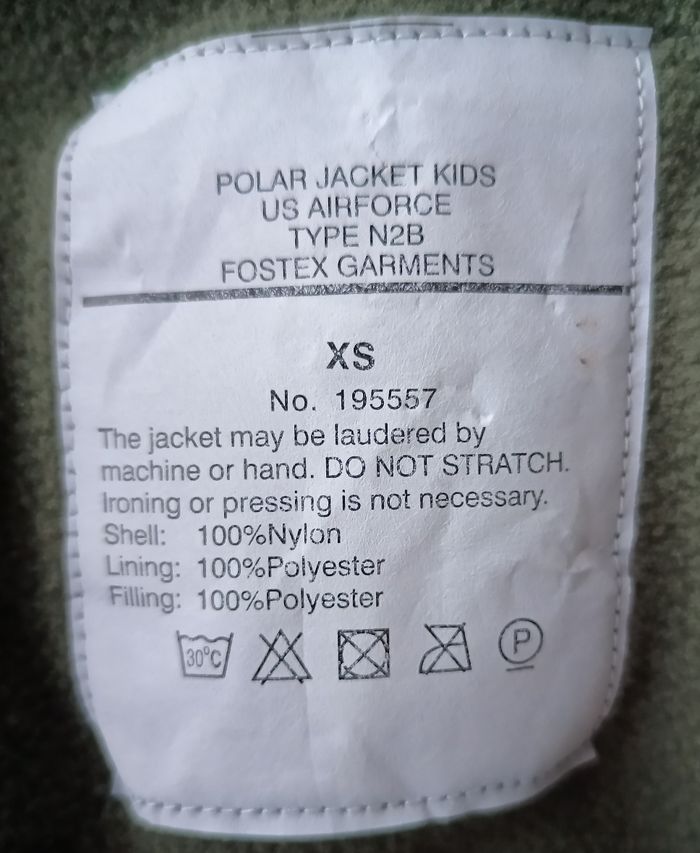 POLAR JACKET KIDS
US AIRFORCE
TYPE N2B
FOSTEX GARMENTS
XS
No. 195557
The jacket may be laudered by
machine or hand. DO NOT STRATCH.
Ironing or pressing is not necessary.
Shell: 100%Nylon
Lining: 100%Polyester
Filling: 100%Polyester
30°C P